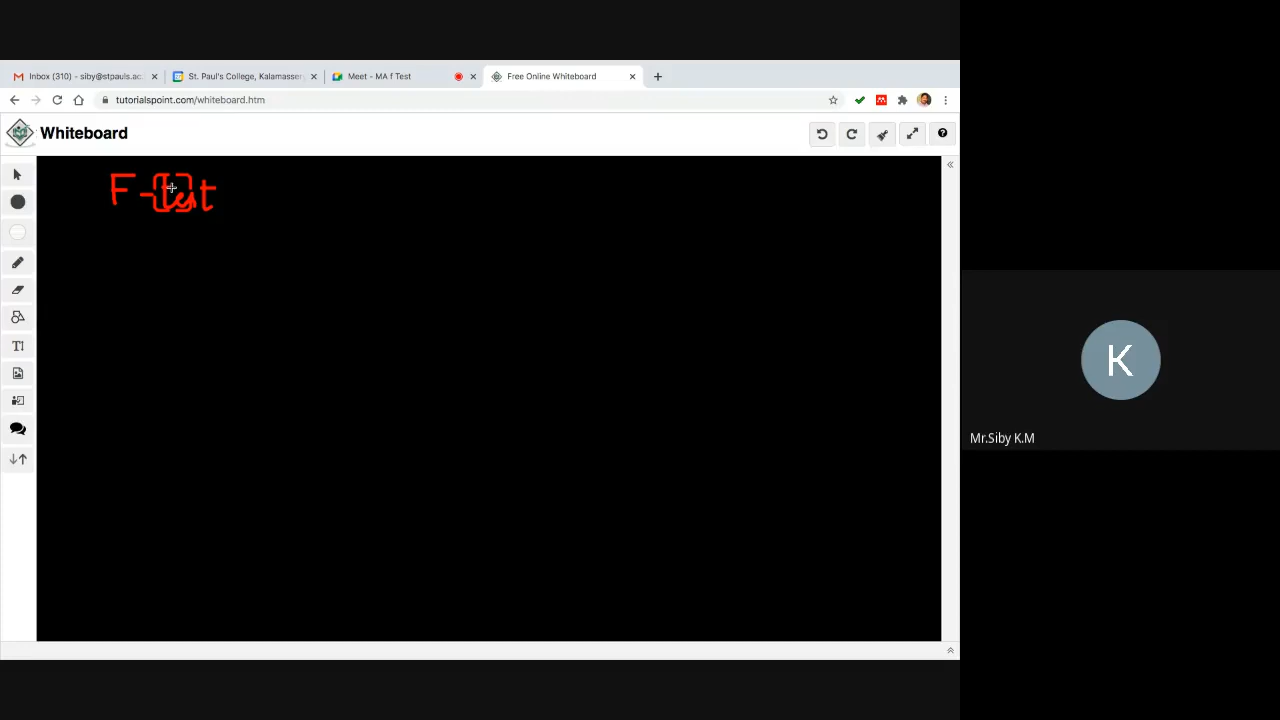 Inbox (310) - siby@stpauls.ac.
St. Paul's College, Kalamasser
Meet - MA f Test
Free Online Whiteboard
tutorialspoint.com/whiteboard.htm
Whiteboard
F-test
K
Mr.Siby K.M